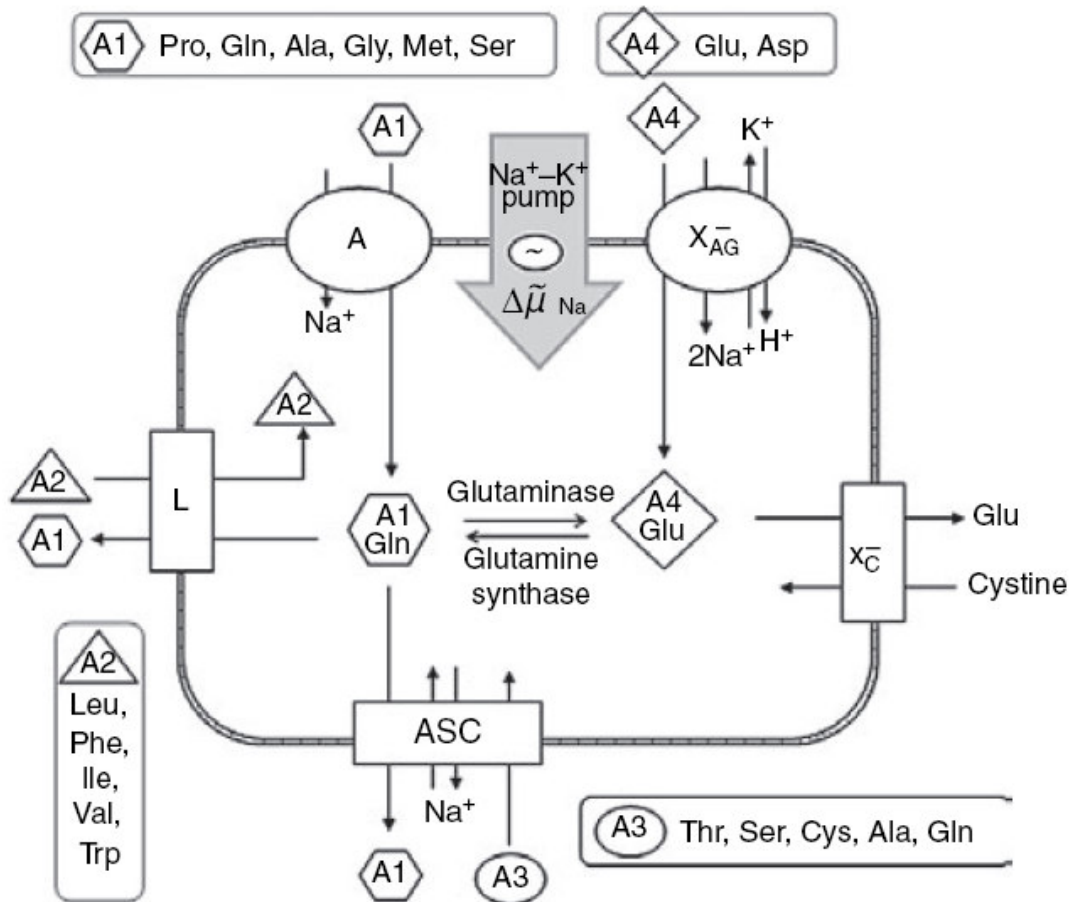 A1 Pro, Gln, Ala, Gly, Met, Ser
A4 Glu, Asp
A1
A4
K⁺
Na⁺–K⁺
pump
~
Δμ̃ Na
A
X⁻AG
Na⁺
2Na⁺
H⁺
A2
A2
L
A1
A1
Gln
Glutaminase
Glutamine
synthase
A4
Glu
x⁻C
Glu
Cystine
A2
Leu,
Phe,
Ile,
Val,
Trp
ASC
Na⁺
A1
A3
A3 Thr, Ser, Cys, Ala, Gln